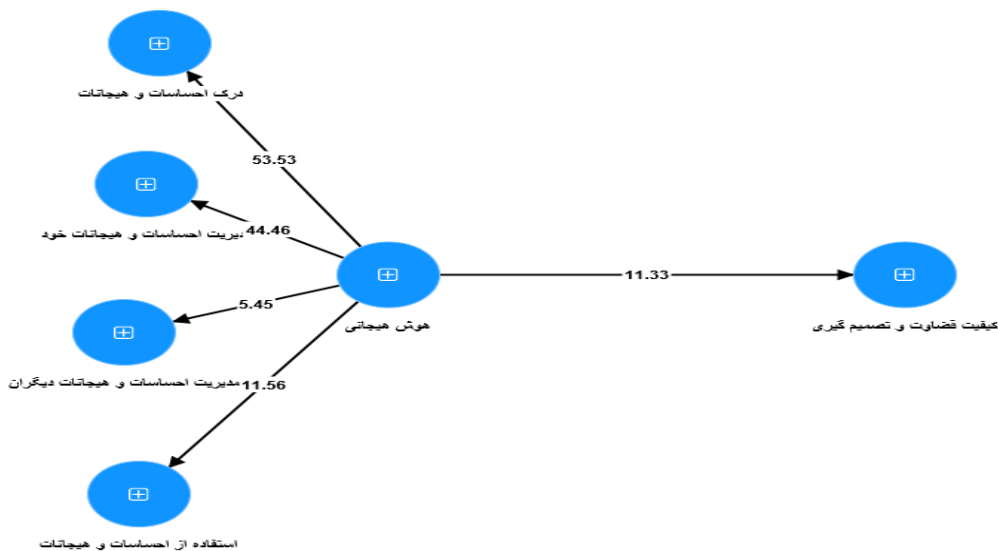 درک احساسات و هیجانات
53.53
مدیریت احساسات و هیجانات خود
44.46
هوش هیجانی
11.33
کیفیت قضاوت و تصمیم گیری
5.45
مدیریت احساسات و هیجانات دیگران
11.56
استفاده از احساسات و هیجانات